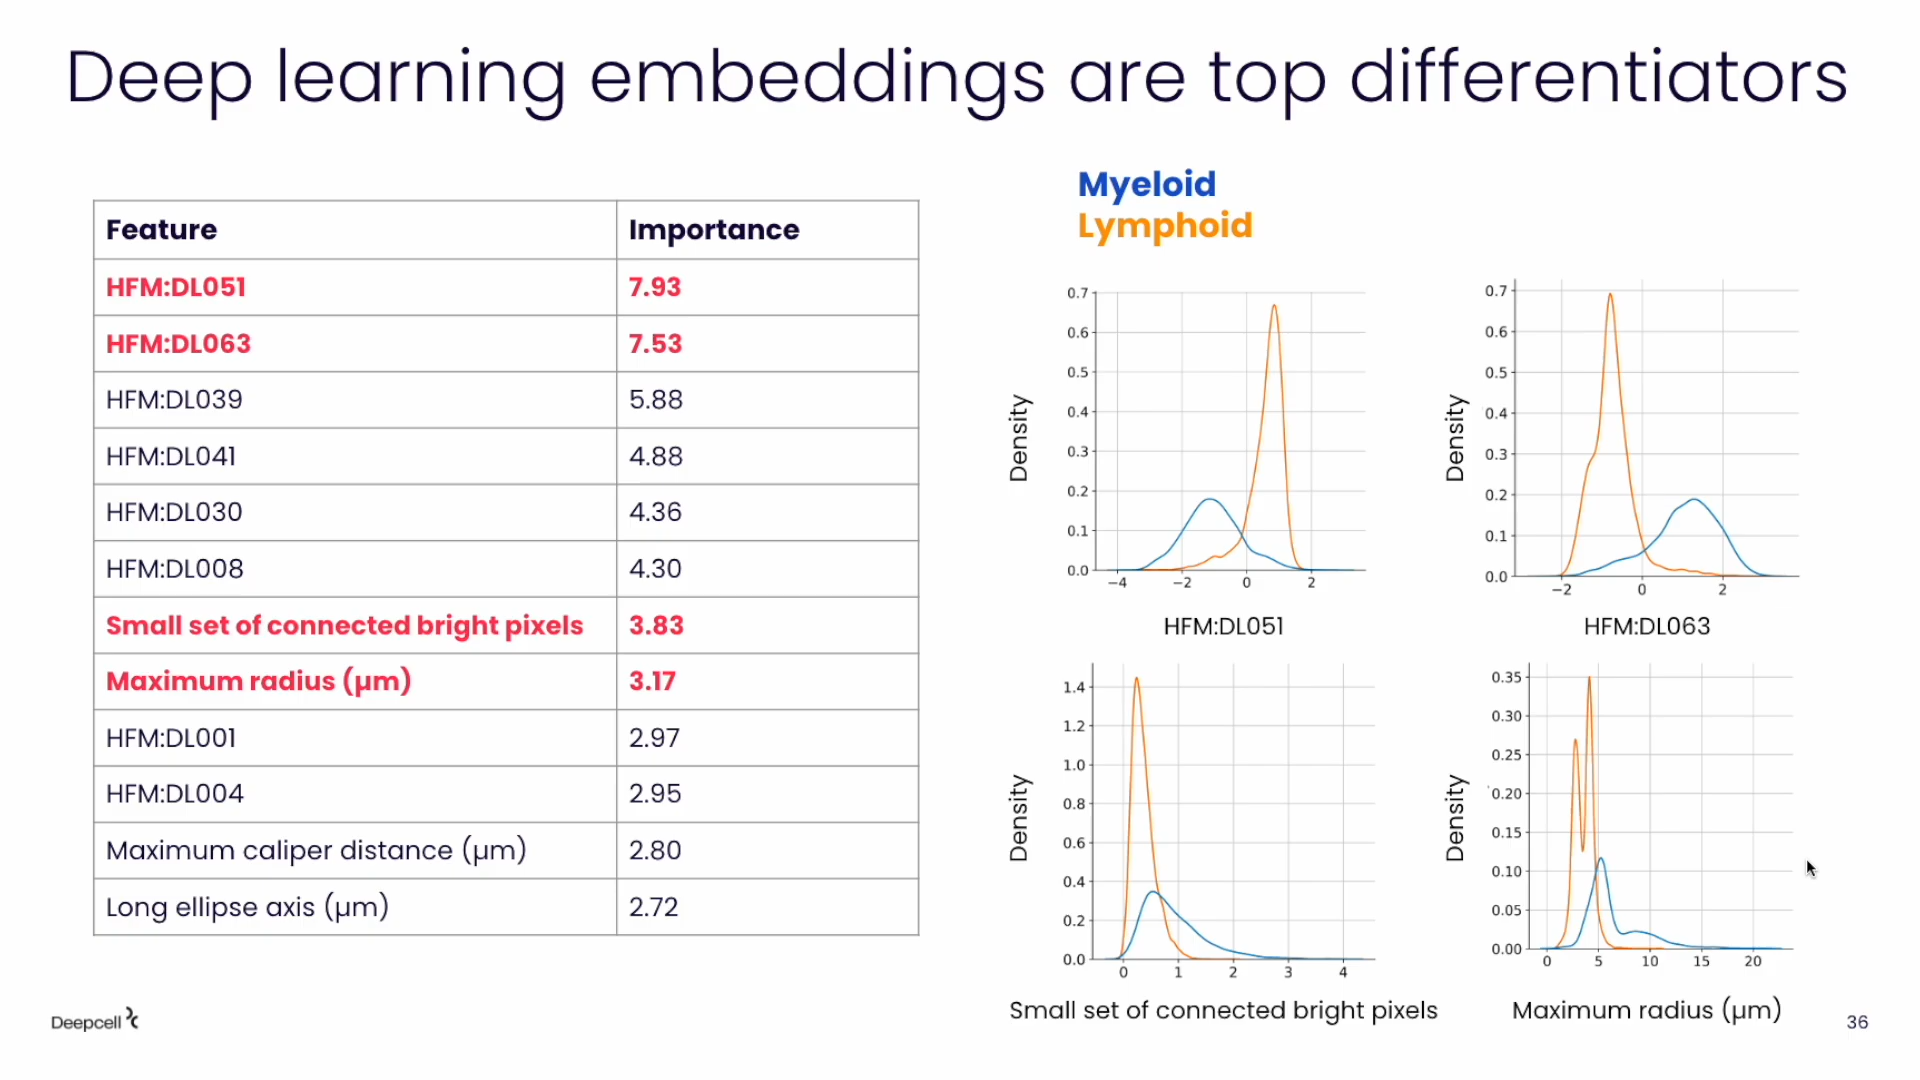 Deep learning embeddings are top differentiators
Feature Importance
HFM:DL051 7.93
HFM:DL063 7.53
HFM:DL039 5.88
HFM:DL041 4.88
HFM:DL030 4.36
HFM:DL008 4.30
Small set of connected bright pixels 3.83
Maximum radius (µm) 3.17
HFM:DL001 2.97
HFM:DL004 2.95
Maximum caliper distance (µm) 2.80
Long ellipse axis (µm) 2.72
Myeloid
Lymphoid
Density
0.7
0.6
0.5
0.4
0.3
0.2
0.1
0.0
−4 −2 0 2
HFM:DL051
Density
0.7
0.6
0.5
0.4
0.3
0.2
0.1
0.0
−2 0 2
HFM:DL063
Density
1.4
1.2
1.0
0.8
0.6
0.4
0.2
0.0
0 1 2 3 4
Small set of connected bright pixels
Density
0.35
0.30
0.25
0.20
0.15
0.10
0.05
0.00
0 5 10 15 20
Maximum radius (µm)
Deepcell
36